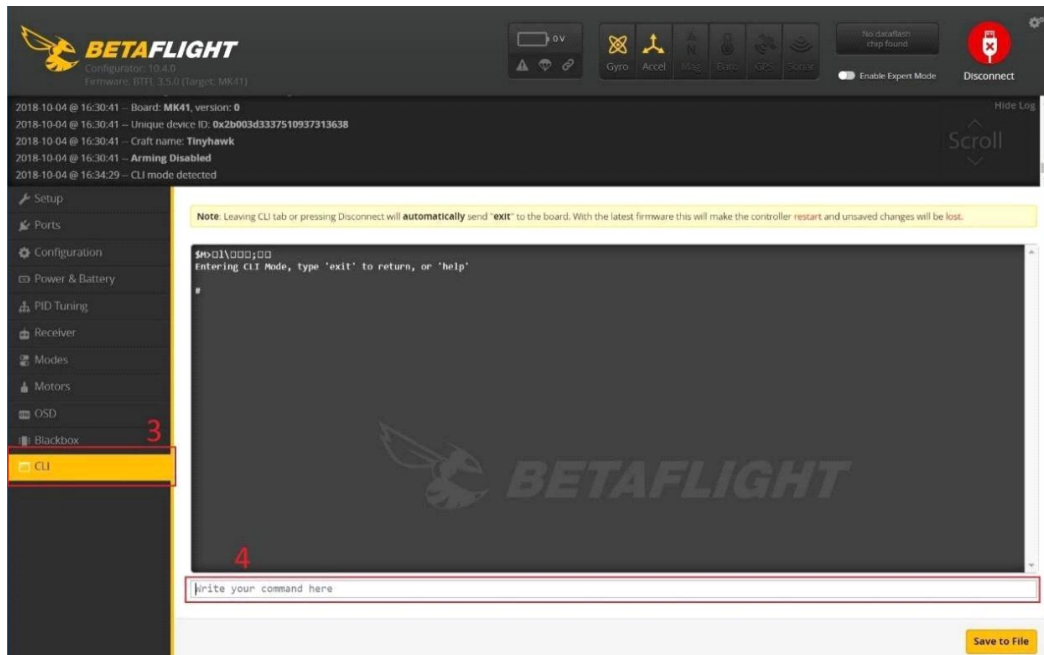 BETAFLIGHT
Configurator: 10.4.0
Firmware: BTFL 3.5.0 (Target: MK41)
0 V
Gyro
Accel
Mag
Baro
GPS
Sonar
No dataflash
chip found
Enable Expert Mode
Disconnect
2018-10-04 @ 16:30:41 -- Board: MK41, version: 0
2018-10-04 @ 16:30:41 -- Unique device ID: 0x2b003d3337510937313638
2018-10-04 @ 16:30:41 -- Craft name: Tinyhawk
2018-10-04 @ 16:30:41 -- Arming Disabled
2018-10-04 @ 16:34:29 -- CLI mode detected
Hide Log
Scroll
Setup
Ports
Configuration
Power & Battery
PID Tuning
Receiver
Modes
Motors
OSD
Blackbox
3
CLI
Note: Leaving CLI tab or pressing Disconnect will automatically send "exit" to the board. With the latest firmware this will make the controller restart and unsaved changes will be lost.
$M>□l\□□□;□□
Entering CLI Mode, type 'exit' to return, or 'help'
#
BETAFLIGHT
4
Write your command here
Save to File